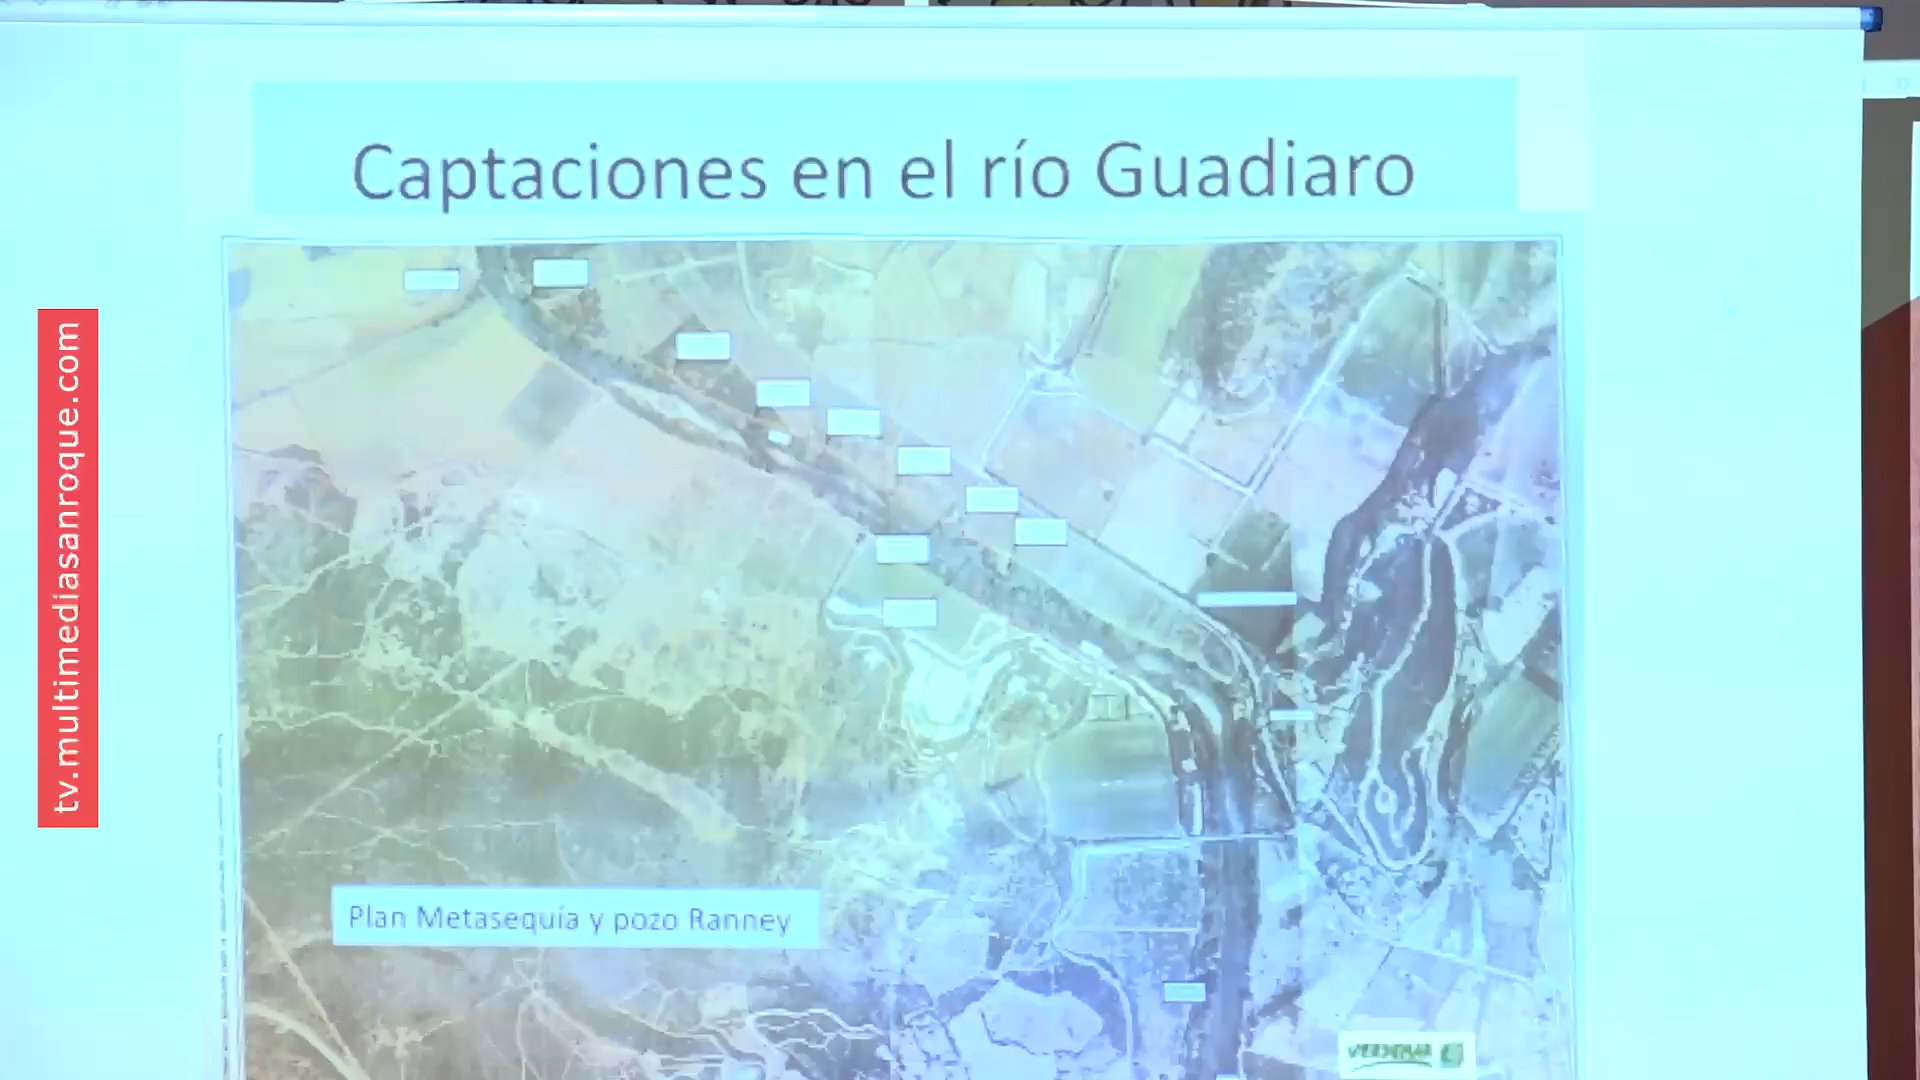 Captaciones en el río Guadiaro
tv.multimediasanroque.com
Plan Metasequía y pozo Ranney